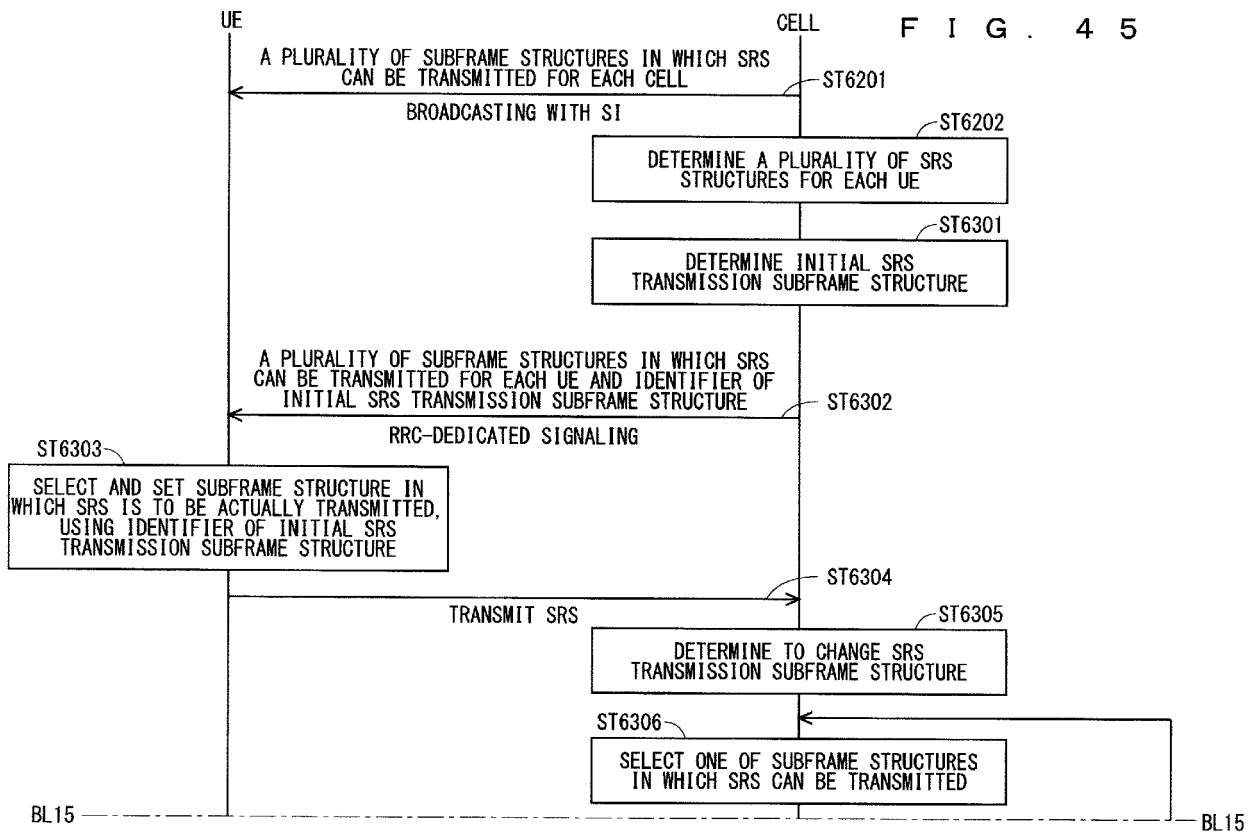 UE
CELL
F I G . 4 5
A PLURALITY OF SUBFRAME STRUCTURES IN WHICH SRS
CAN BE TRANSMITTED FOR EACH CELL
ST6201
BROADCASTING WITH SI
ST6202
DETERMINE A PLURALITY OF SRS
STRUCTURES FOR EACH UE
ST6301
DETERMINE INITIAL SRS
TRANSMISSION SUBFRAME STRUCTURE
A PLURALITY OF SUBFRAME STRUCTURES IN WHICH SRS
CAN BE TRANSMITTED FOR EACH UE AND IDENTIFIER OF
INITIAL SRS TRANSMISSION SUBFRAME STRUCTURE
ST6302
RRC-DEDICATED SIGNALING
ST6303
SELECT AND SET SUBFRAME STRUCTURE IN
WHICH SRS IS TO BE ACTUALLY TRANSMITTED,
USING IDENTIFIER OF INITIAL SRS
TRANSMISSION SUBFRAME STRUCTURE
ST6304
TRANSMIT SRS
ST6305
DETERMINE TO CHANGE SRS
TRANSMISSION SUBFRAME STRUCTURE
ST6306
SELECT ONE OF SUBFRAME STRUCTURES
IN WHICH SRS CAN BE TRANSMITTED
BL15
BL15